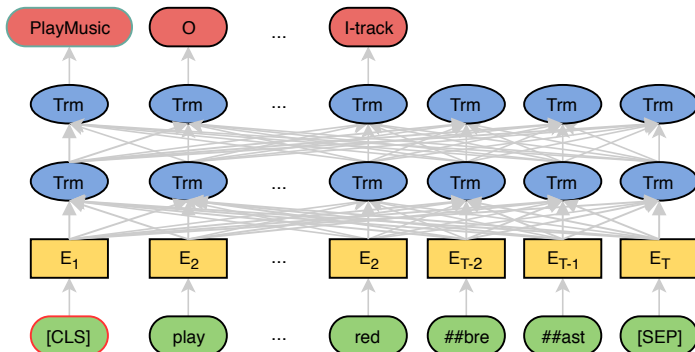 PlayMusic O ... I-track
Trm Trm ... Trm Trm Trm Trm
Trm Trm ... Trm Trm Trm Trm
E1 E2 ... E2 ET-2 ET-1 ET
[CLS] play ... red ##bre ##ast [SEP]